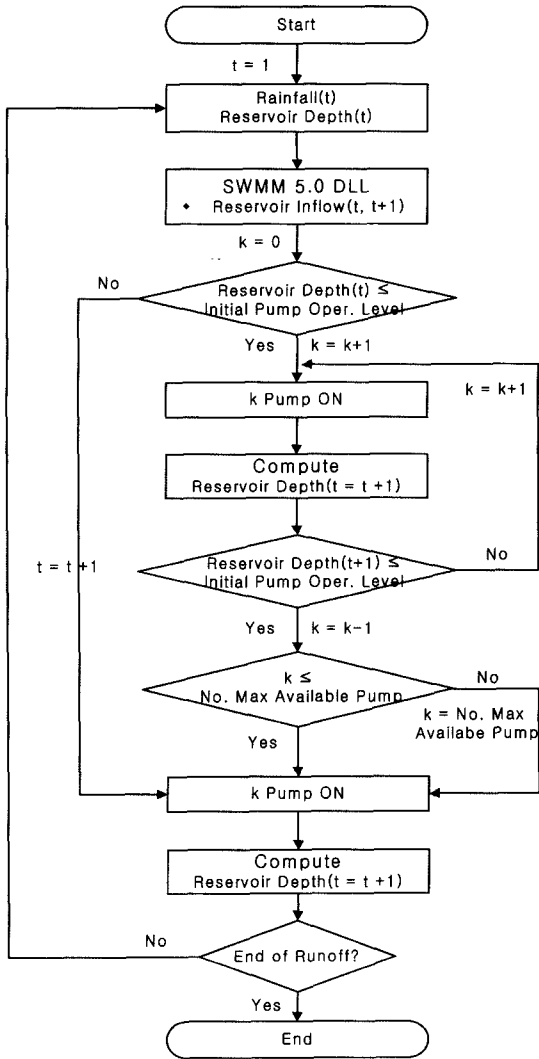 Start
t = 1
Rainfall(t)
Reservoir Depth(t)
SWMM 5.0 DLL
• Reservoir Inflow(t, t+1)
k = 0
No
Reservoir Depth(t) ≤
Initial Pump Oper. Level
Yes
k = k+1
k = k+1
k Pump ON
Compute
Reservoir Depth(t = t +1)
t = t +1
Reservoir Depth(t+1) ≤
Initial Pump Oper. Level
No
Yes
k = k-1
k ≤
No. Max Available Pump
No
k = No. Max
Availabe Pump
Yes
k Pump ON
Compute
Reservoir Depth(t = t +1)
No
End of Runoff?
Yes
End